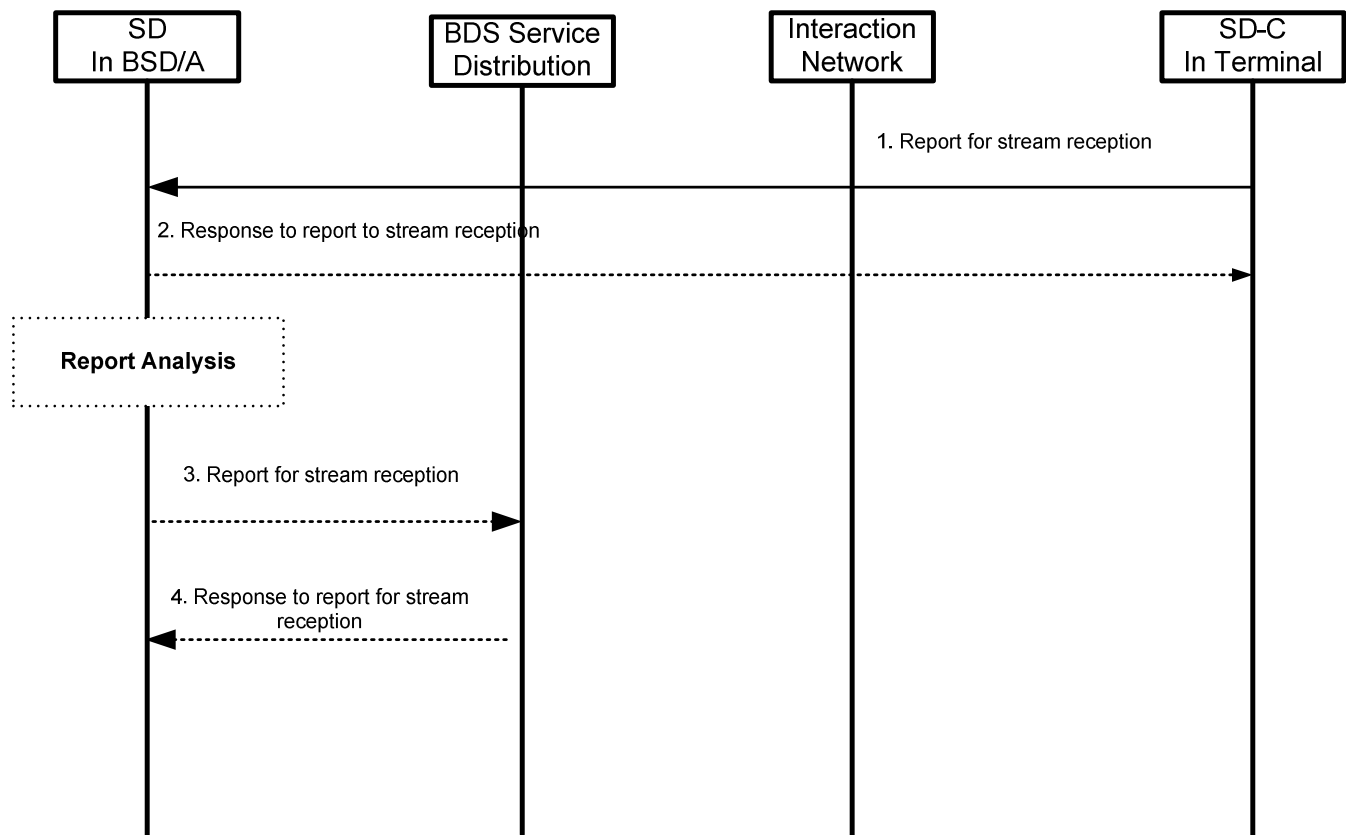 SD
In BSD/A
BDS Service
Distribution
Interaction
Network
SD-C
In Terminal
1. Report for stream reception
2. Response to report to stream reception
Report Analysis
3. Report for stream reception
4. Response to report for stream
reception